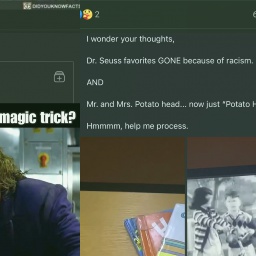 DIDYOUKNOWFACT
2
I wonder your thoughts,
Dr. Seuss favorites GONE because of racism.
AND
Mr. and Mrs. Potato head... now just "Potato H
Hmmmm, help me process.
magic trick?